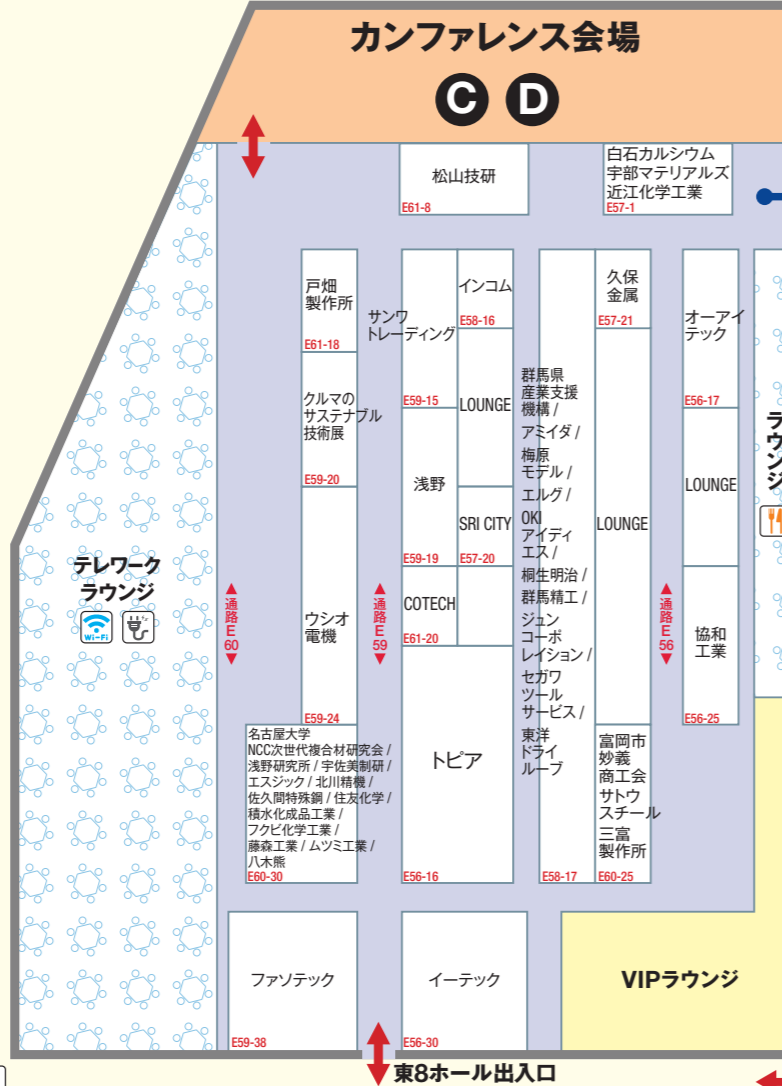 カンファレンス会場
C D
松山技研
E61-8
白石カルシウム
宇部マテリアルズ
近江化学工業
E57-1
戸畑
製作所
E61-18
クルマの
サステナブル
技術展
E59-20
ウシオ
電機
E59-24
名古屋大学
NCC次世代複合材研究会 /
浅野研究所 / 宇佐美制研 /
エスジック / 北川精機 /
佐久間特殊鋼 / 住友化学 /
積水化成品工業 /
フクビ化学工業 /
藤森工業 / ムツミ工業 /
八木熊
E60-30
サンワ
トレーディング
E59-15
浅野
E59-19
COTECH
E61-20
トピア
E56-16
インコム
E58-16
LOUNGE
SRI CITY
E57-20
群馬県
産業支援
機構 /
アミイダ /
梅原
モデル /
エルグ /
OKI
アイディ
エス /
桐生明治 /
群馬精工 /
ジュン
コーポ
レイション /
セガワ
ツール
サービス /
東洋
ドライ
ルーブ
E58-17
久保
金属
E57-21
LOUNGE
富岡市
妙義
商工会
サトウ
スチール
三富
製作所
E60-25
オーアイ
テック
E56-17
LOUNGE
協和
工業
E56-25
ラウンジ
テレワーク
ラウンジ
Wi-Fi
通路E60
通路E59
通路E56
ファソテック
E59-38
イーテック
E56-30
VIPラウンジ
東8ホール出入口